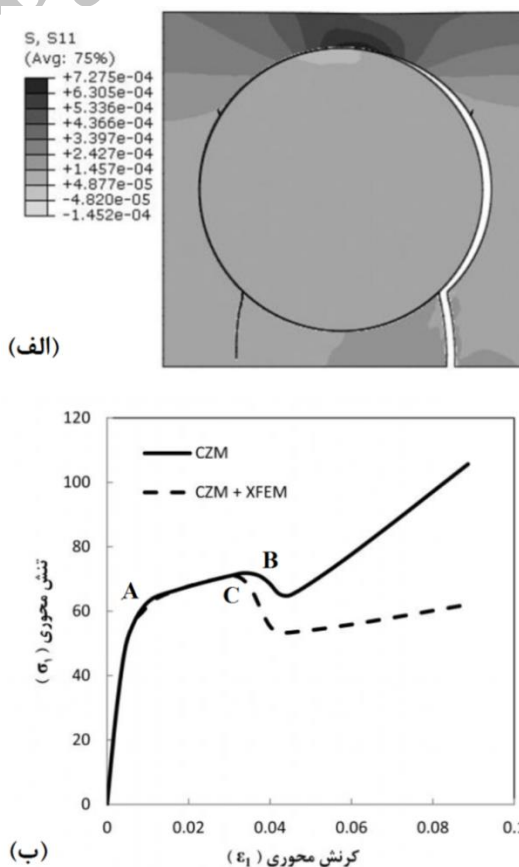 S, S11
(Avg: 75%)
+7.275e-04
+6.305e-04
+5.336e-04
+4.366e-04
+3.397e-04
+2.427e-04
+1.457e-04
+4.877e-05
-4.820e-05
-1.452e-04
(الف)
120
100
80
60
40
20
0
CZM
CZM + XFEM
A
B
C
تنش محوری (σ₁)
0
0.02
0.04
0.06
0.08
کرنش محوری (ε₁)
(ب)